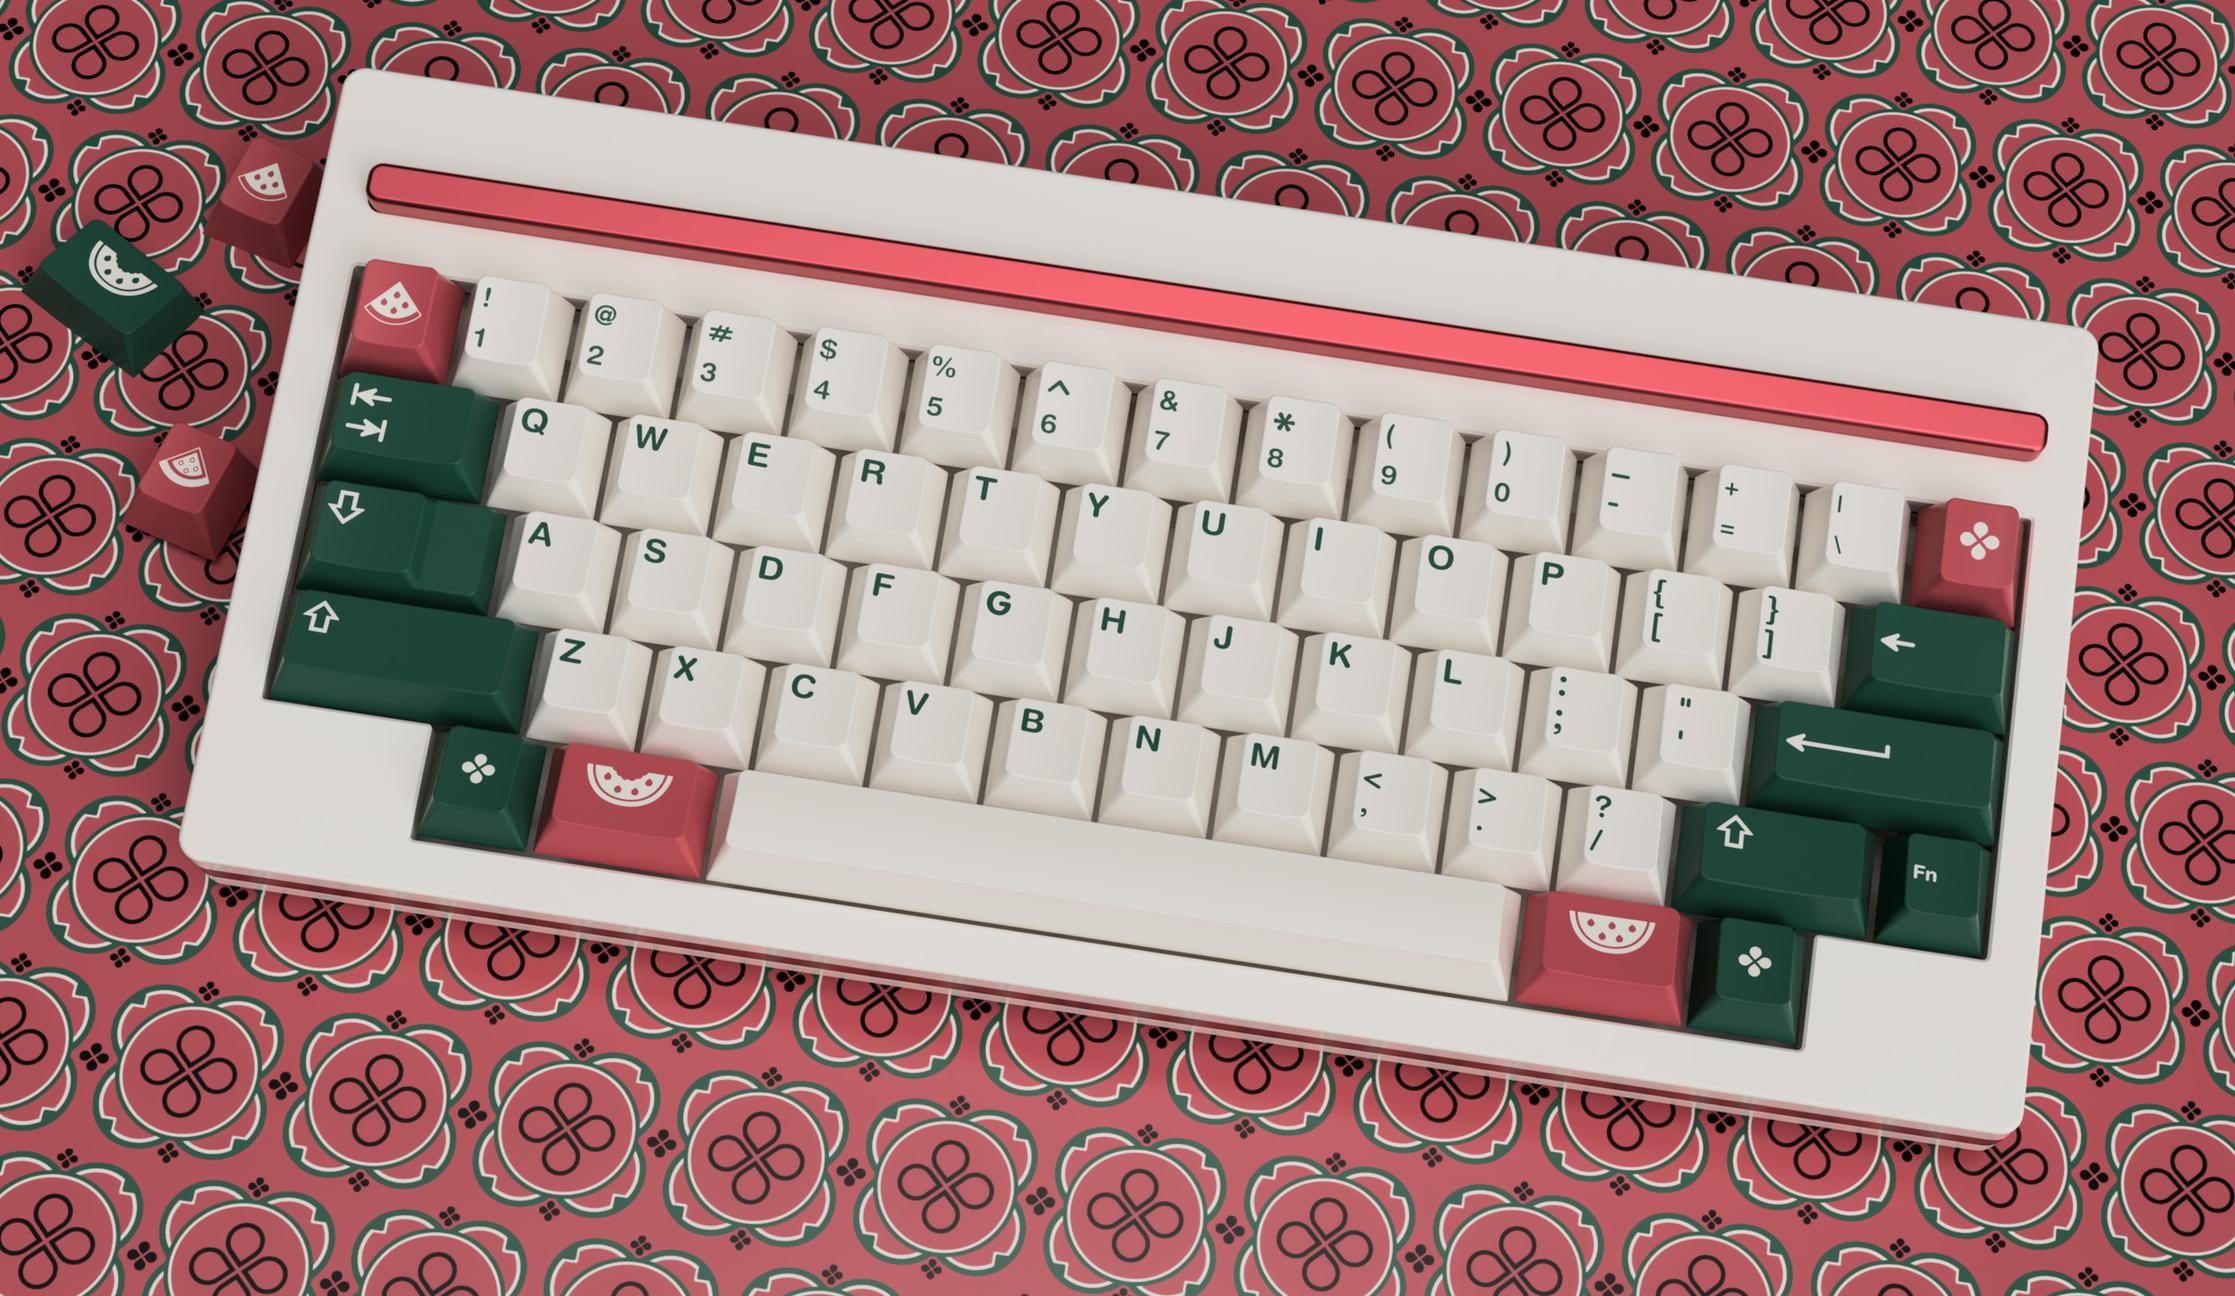 ! @ # $ % ^ & * ( ) _ + |
1 2 3 4 5 6 7 8 9 0 - = \
Q W E R T Y U I O P { }
[ ]
A S D F G H J K L : "
; '
Z X C V B N M < > ?
, . /
Fn